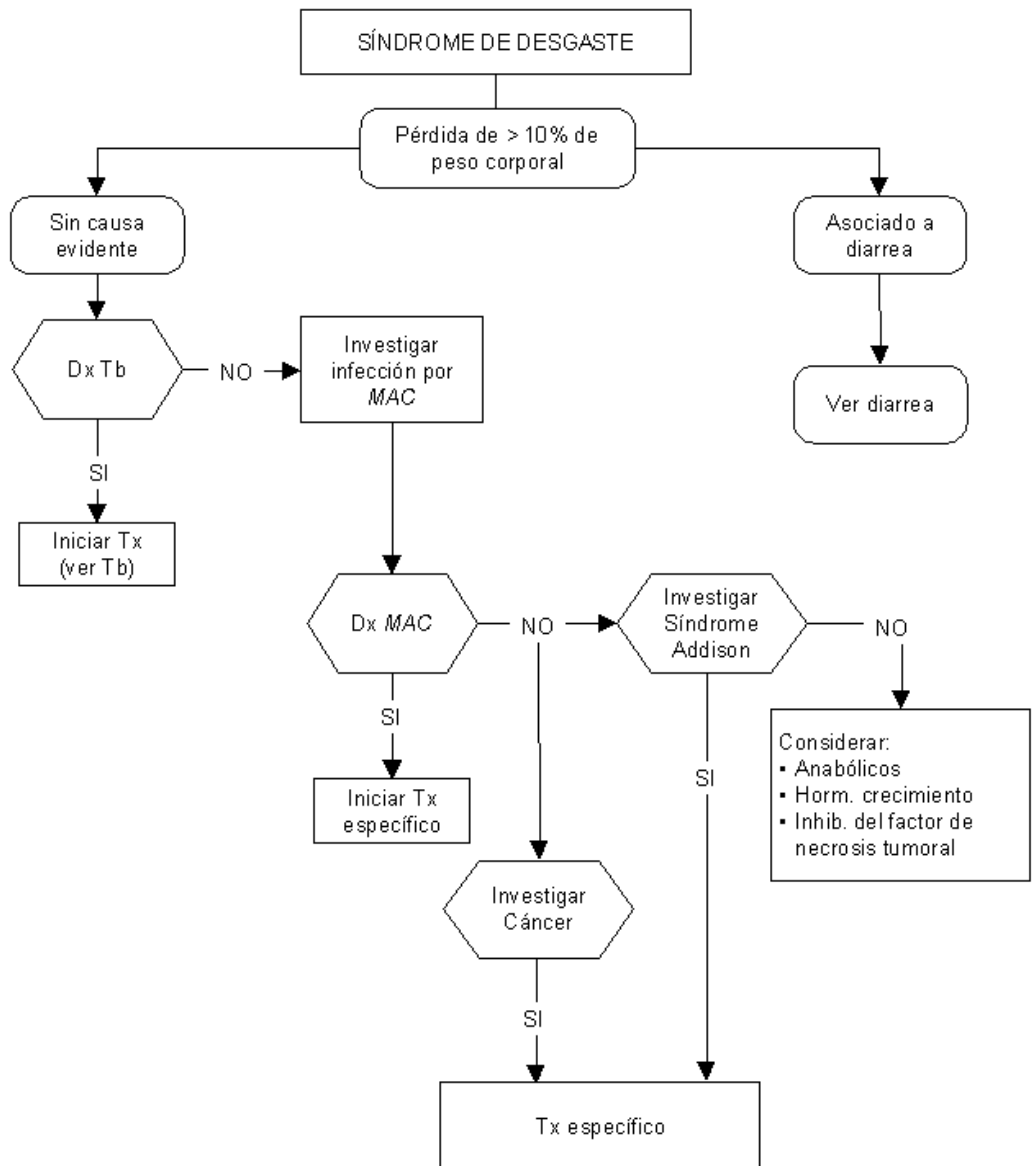 SÍNDROME DE DESGASTE
Pérdida de > 10% de
peso corporal
Sin causa
evidente
Asociado a
diarrea
Dx Tb
NO
Investigar
infección por
MAC
Ver diarrea
SI
Iniciar Tx
(ver Tb)
Dx MAC
NO
Investigar
Síndrome
Addison
NO
SI
Iniciar Tx
específico
SI
Considerar:
▪ Anabólicos
▪ Horm. crecimiento
▪ Inhib. del factor de
necrosis tumoral
Investigar
Cáncer
SI
Tx específico